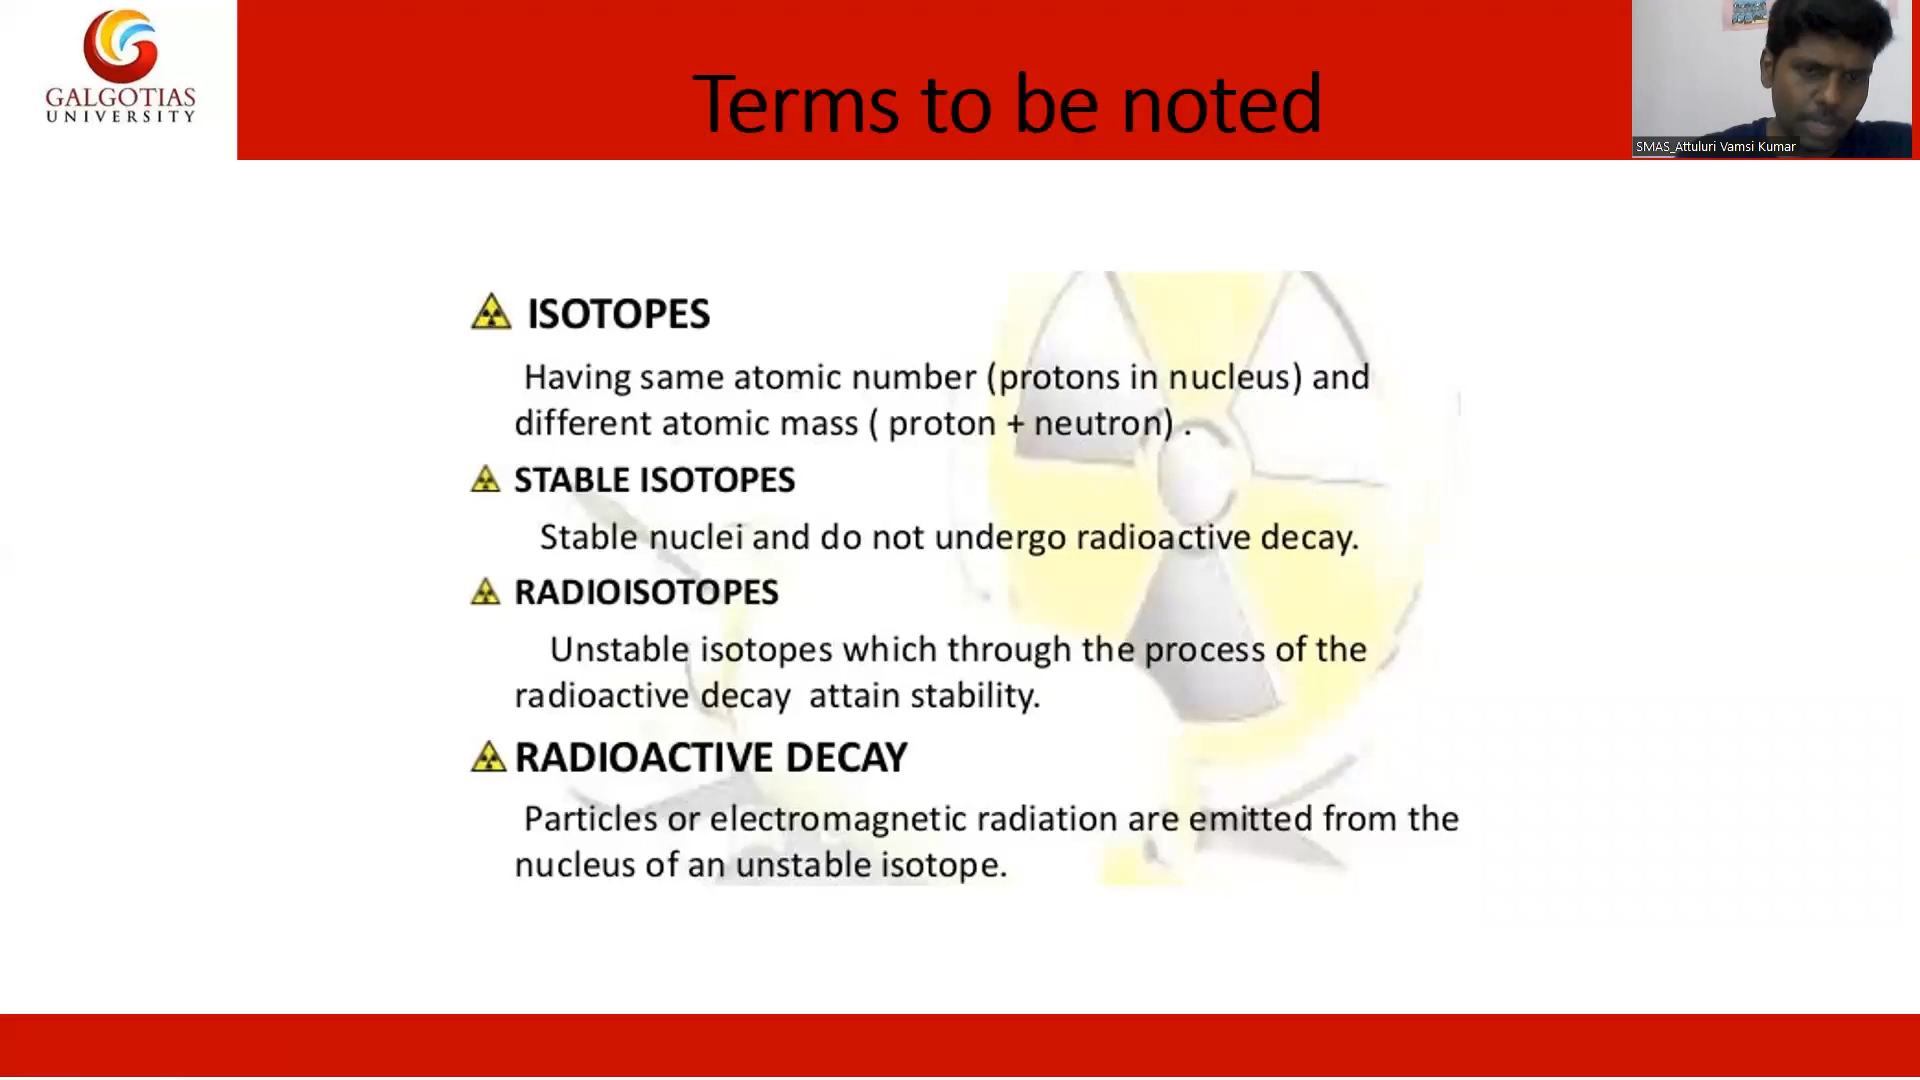 GALGOTIAS
UNIVERSITY
Terms to be noted
SMAS_Attuluri Vamsi Kumar
ISOTOPES
Having same atomic number (protons in nucleus) and
different atomic mass ( proton + neutron) .
STABLE ISOTOPES
Stable nuclei and do not undergo radioactive decay.
RADIOISOTOPES
Unstable isotopes which through the process of the
radioactive decay attain stability.
RADIOACTIVE DECAY
Particles or electromagnetic radiation are emitted from the
nucleus of an unstable isotope.